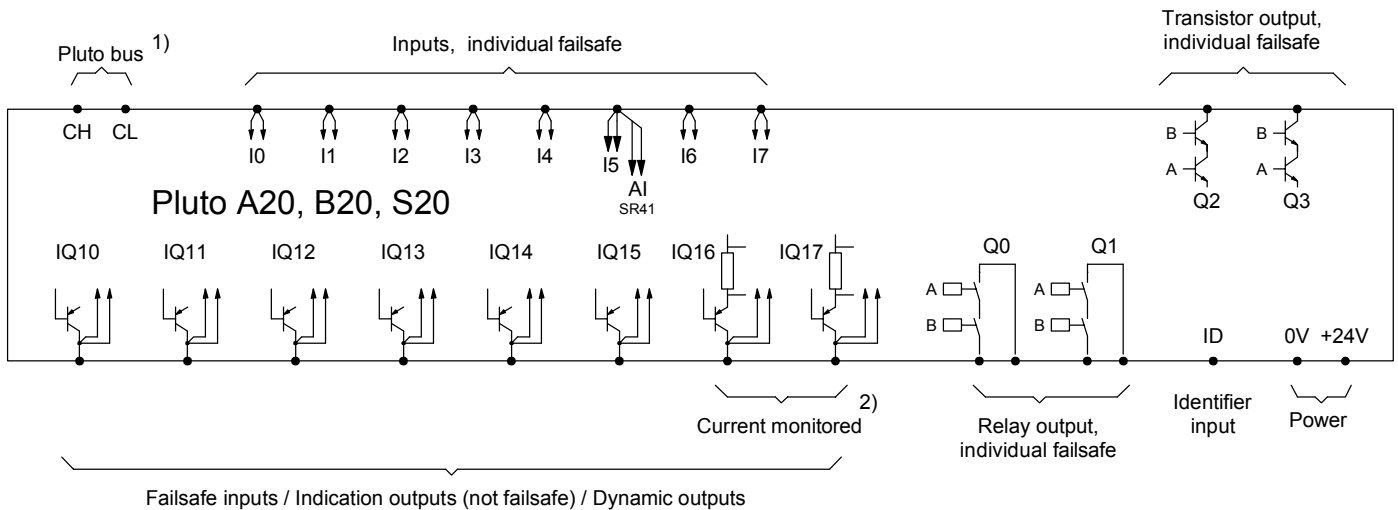 Pluto bus 1)
Inputs, individual failsafe
Transistor output,
individual failsafe
CH CL
I0 I1 I2 I3 I4 I5 I6 I7
AI
SR41
B
A
Q2
B
A
Q3
Pluto A20, B20, S20
IQ10 IQ11 IQ12 IQ13 IQ14 IQ15 IQ16 IQ17
Q0
A
B
Q1
A
B
ID
0V +24V
Current monitored 2)
Relay output,
individual failsafe
Identifier
input
Power
Failsafe inputs / Indication outputs (not failsafe) / Dynamic outputs